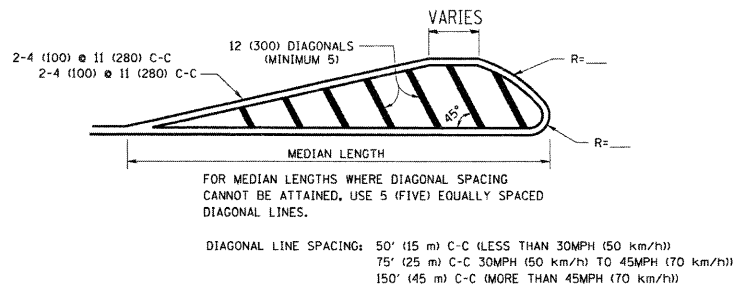 VARIES
12 (300) DIAGONALS
(MINIMUM 5)
2-4 (100) @ 11 (280) C-C
2-4 (100) @ 11 (280) C-C
R=___
45°
R=___
MEDIAN LENGTH
FOR MEDIAN LENGTHS WHERE DIAGONAL SPACING
CANNOT BE ATTAINED, USE 5 (FIVE) EQUALLY SPACED
DIAGONAL LINES.
DIAGONAL LINE SPACING: 50' (15 m) C-C (LESS THAN 30MPH (50 km/h))
75' (25 m) C-C 30MPH (50 km/h) TO 45MPH (70 km/h))
150' (45 m) C-C (MORE THAN 45MPH (70 km/h))